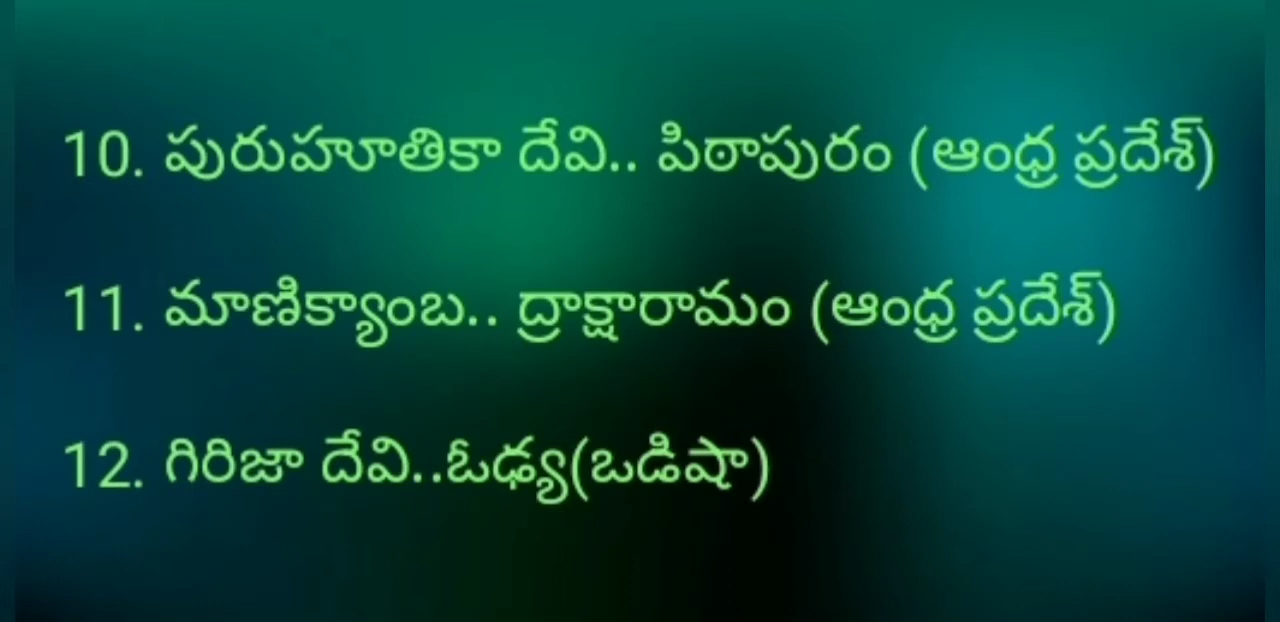 10. పురుహూతికా దేవి.. పిఠాపురం (ఆంధ్ర ప్రదేశ్)
11. మాణిక్యాంబ.. ద్రాక్షారామం (ఆంధ్ర ప్రదేశ్)
12. గిరిజా దేవి..ఓఢ్య(ఒడిషా)